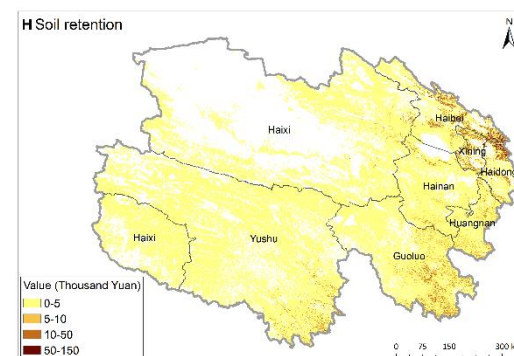 H Soil retention
N
Haibei
Haixi
Xining
Haidong
Hainan
Huangnan
Haixi
Yushu
Guoluo
Value (Thousand Yuan)
0-5
5-10
10-50
50-150
0 75 150 300 k